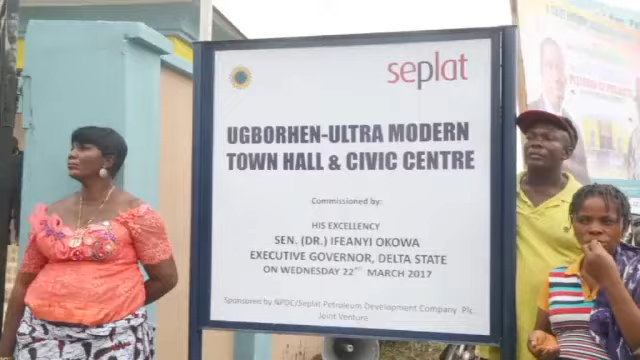 seplat
UGBORHEN-ULTRA MODERN
TOWN HALL & CIVIC CENTRE
Commissioned by:
HIS EXCELLENCY
SEN. (DR.) IFEANYI OKOWA
EXECUTIVE GOVERNOR, DELTA STATE
ON WEDNESDAY 22ND MARCH 2017
Sponsored by NPDC/Seplat Petroleum Development Company Plc.
Joint Venture